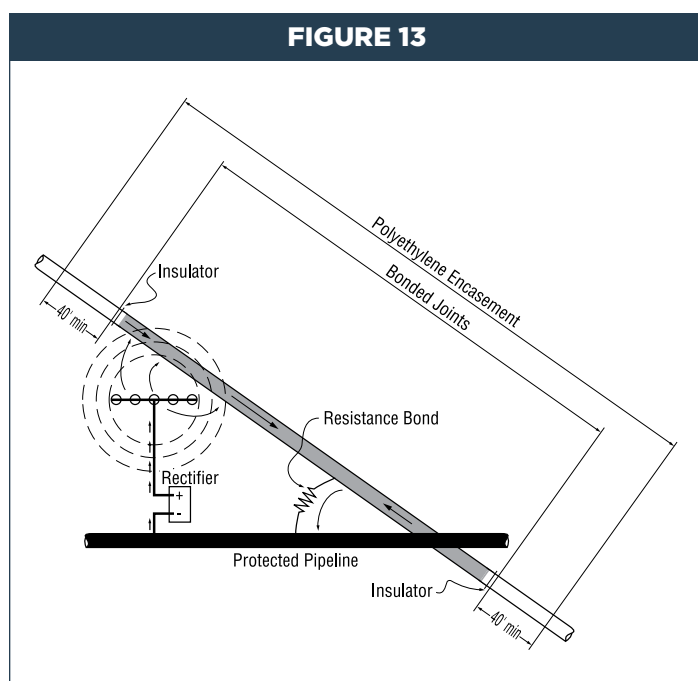 FIGURE 13
Polyethylene Encasement
Bonded Joints
Insulator
40' min
Resistance Bond
Rectifier
+
-
Protected Pipeline
Insulator
40' min